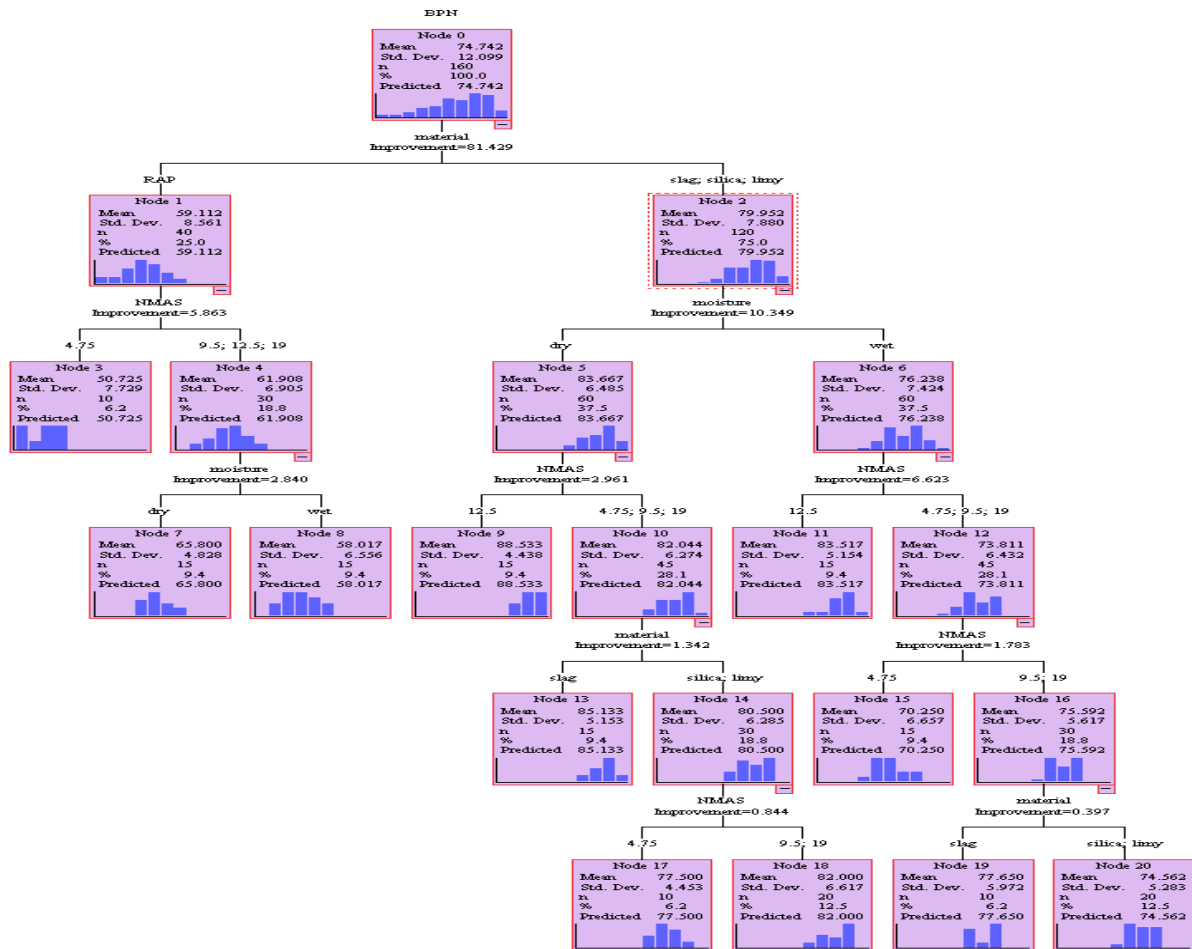 BPN
Node 0
Mean 74.742
Std. Dev. 12.099
n 160
% 100.0
Predicted 74.742
material
Improvement=81.429
RAP
slag; silica; limy
Node 1
Mean 59.112
Std. Dev. 8.561
n 40
% 25.0
Predicted 59.112
Node 2
Mean 79.952
Std. Dev. 7.880
n 120
% 75.0
Predicted 79.952
NMAS
Improvement=5.863
moisture
Improvement=10.349
4.75
9.5; 12.5; 19
dry
wet
Node 3
Mean 50.725
Std. Dev. 7.729
n 10
% 6.2
Predicted 50.725
Node 4
Mean 61.908
Std. Dev. 6.905
n 30
% 18.8
Predicted 61.908
Node 5
Mean 83.667
Std. Dev. 6.485
n 60
% 37.5
Predicted 83.667
Node 6
Mean 76.238
Std. Dev. 7.424
n 60
% 37.5
Predicted 76.238
moisture
Improvement=2.840
NMAS
Improvement=2.961
NMAS
Improvement=6.623
dry
wet
12.5
4.75; 9.5; 19
12.5
4.75; 9.5; 19
Node 7
Mean 65.800
Std. Dev. 4.828
n 15
% 9.4
Predicted 65.800
Node 8
Mean 58.017
Std. Dev. 6.556
n 15
% 9.4
Predicted 58.017
Node 9
Mean 88.533
Std. Dev. 4.438
n 15
% 9.4
Predicted 88.533
Node 10
Mean 82.044
Std. Dev. 6.274
n 45
% 28.1
Predicted 82.044
Node 11
Mean 83.517
Std. Dev. 5.154
n 15
% 9.4
Predicted 83.517
Node 12
Mean 73.811
Std. Dev. 6.432
n 45
% 28.1
Predicted 73.811
material
Improvement=1.342
NMAS
Improvement=1.783
slag
silica; limy
4.75
9.5; 19
Node 13
Mean 85.133
Std. Dev. 5.153
n 15
% 9.4
Predicted 85.133
Node 14
Mean 80.500
Std. Dev. 6.285
n 30
% 18.8
Predicted 80.500
Node 15
Mean 70.250
Std. Dev. 6.657
n 15
% 9.4
Predicted 70.250
Node 16
Mean 75.592
Std. Dev. 5.617
n 30
% 18.8
Predicted 75.592
NMAS
Improvement=0.844
material
Improvement=0.397
4.75
9.5; 19
slag
silica; limy
Node 17
Mean 77.500
Std. Dev. 4.453
n 10
% 6.2
Predicted 77.500
Node 18
Mean 82.000
Std. Dev. 6.617
n 20
% 12.5
Predicted 82.000
Node 19
Mean 77.650
Std. Dev. 5.972
n 10
% 6.2
Predicted 77.650
Node 20
Mean 74.562
Std. Dev. 5.283
n 20
% 12.5
Predicted 74.562